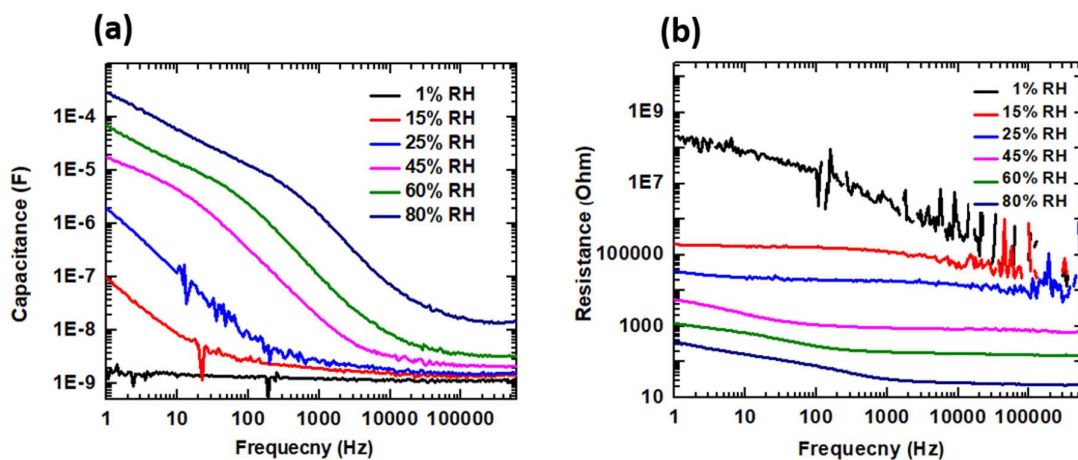 (a)
Capacitance (F)
1E-4
1E-5
1E-6
1E-7
1E-8
1E-9
1% RH
15% RH
25% RH
45% RH
60% RH
80% RH
1 10 100 1000 10000 100000
Frequecny (Hz)
(b)
Resistance (Ohm)
1E9
1E7
100000
1000
10
1% RH
15% RH
25% RH
45% RH
60% RH
80% RH
1 10 100 1000 10000 100000
Frequecny (Hz)